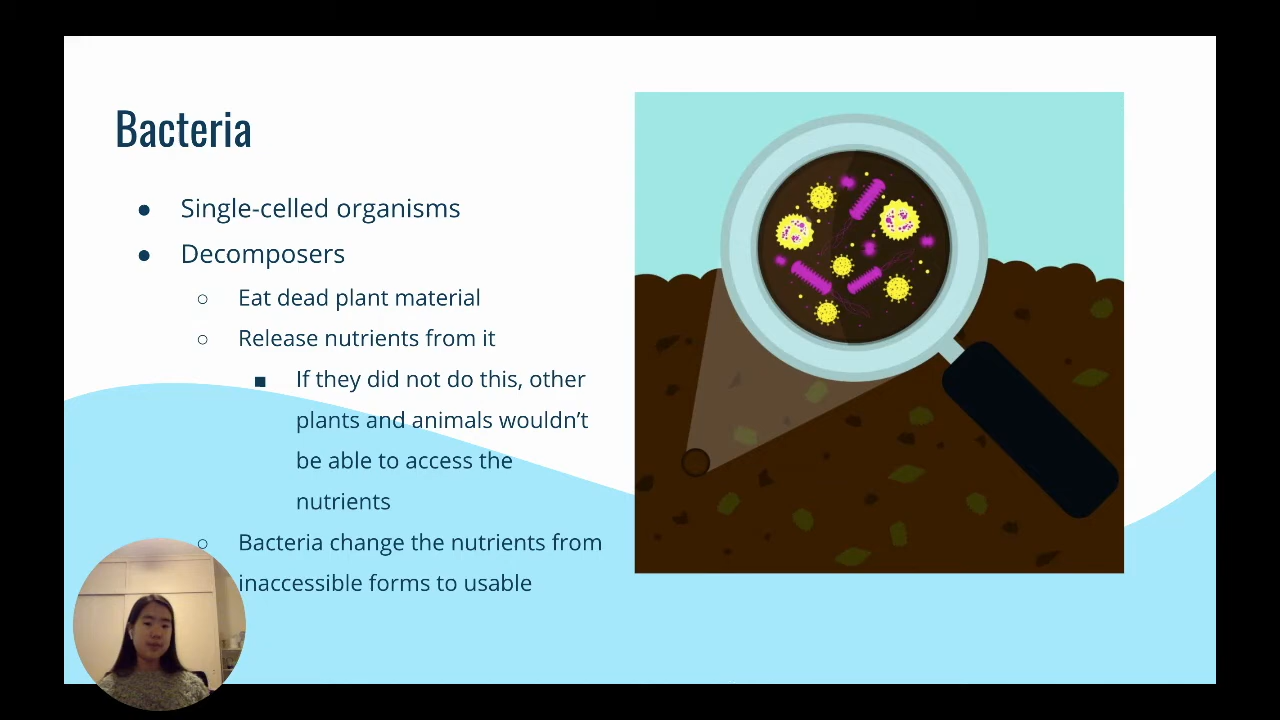 Bacteria
● Single-celled organisms
● Decomposers
○ Eat dead plant material
○ Release nutrients from it
■ If they did not do this, other
plants and animals wouldn’t
be able to access the
nutrients
○ Bacteria change the nutrients from
inaccessible forms to usable